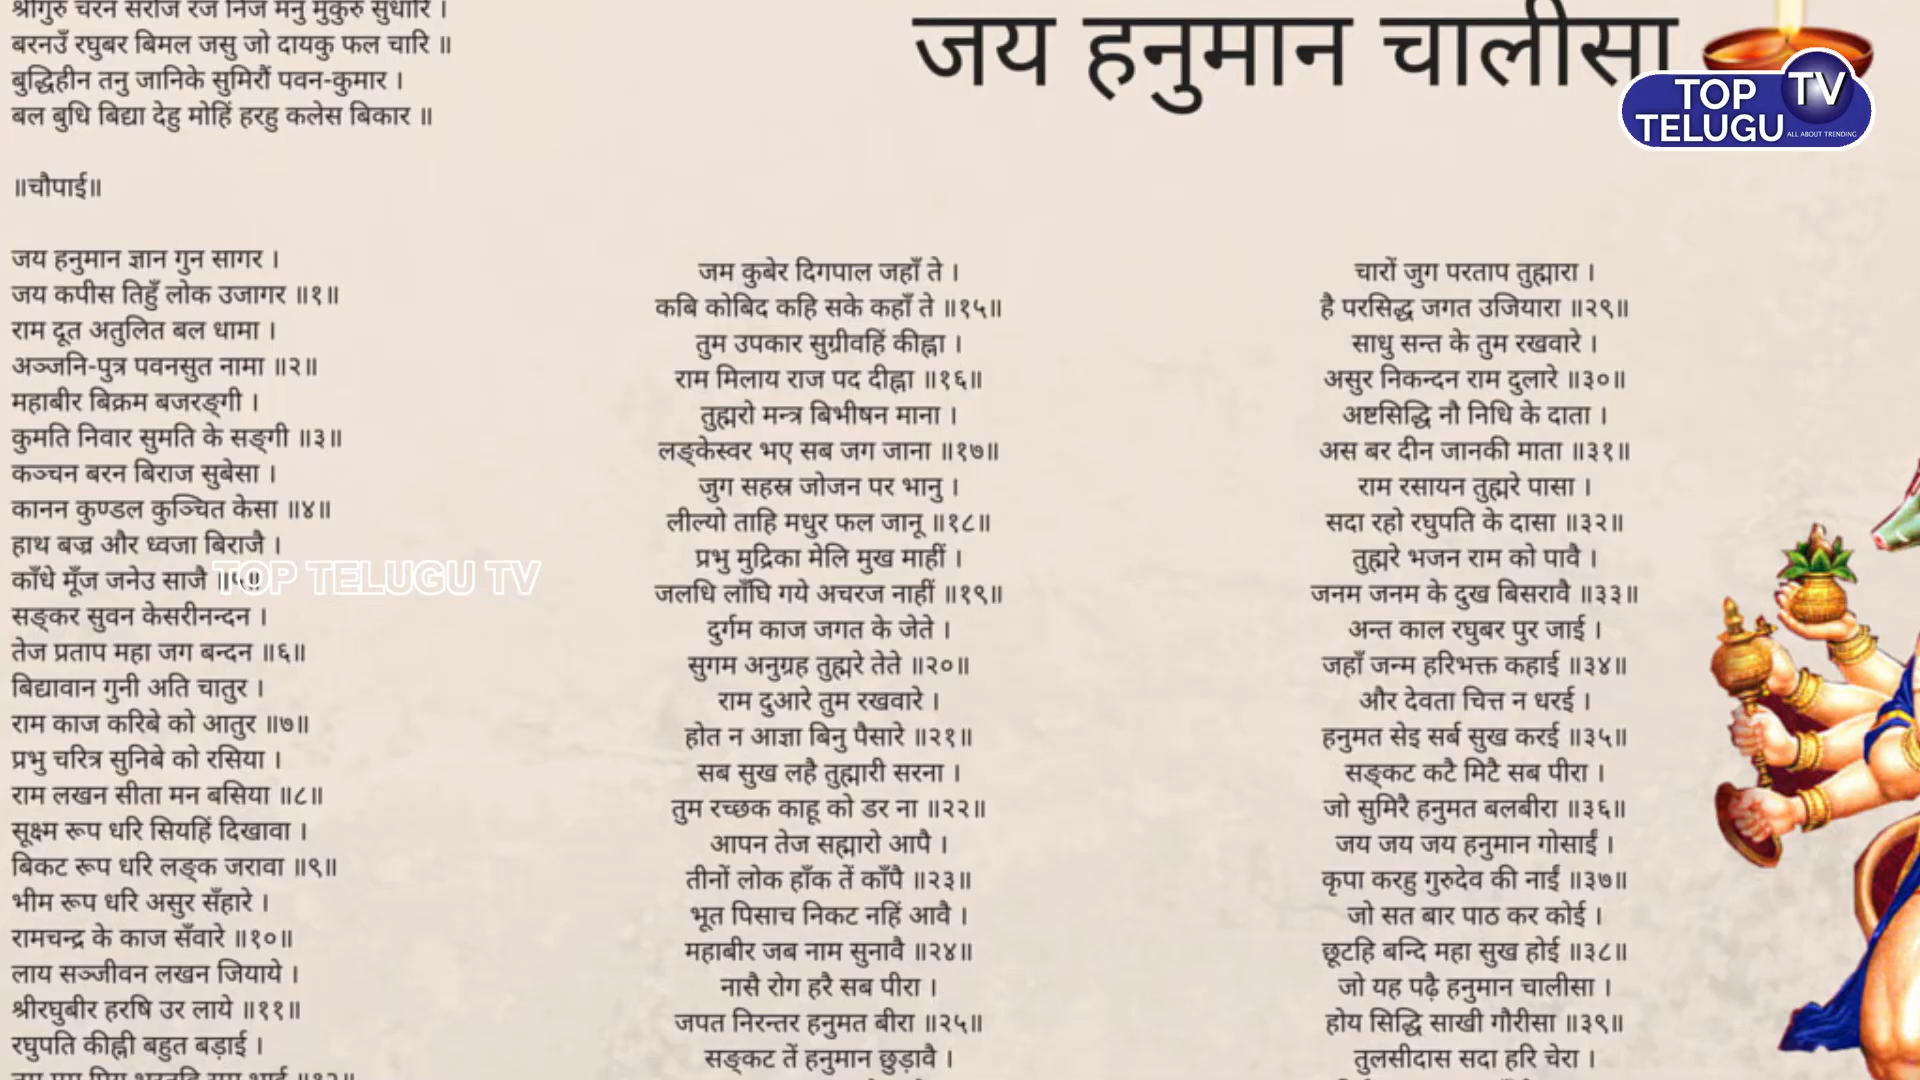 श्रीगुरु चरन सरोज रज निज मनु मुकुरु सुधारि ।
बरनउँ रघुबर बिमल जसु जो दायकु फल चारि ॥
बुद्धिहीन तनु जानिके सुमिरौं पवन-कुमार ।
बल बुधि बिद्या देहु मोहिं हरहु कलेस बिकार ॥
॥चौपाई॥
जय हनुमान ज्ञान गुन सागर ।
जय कपीस तिहुँ लोक उजागर ॥१॥
राम दूत अतुलित बल धामा ।
अञ्जनि-पुत्र पवनसुत नामा ॥२॥
महाबीर बिक्रम बजरङ्गी ।
कुमति निवार सुमति के सङ्गी ॥३॥
कञ्चन बरन बिराज सुबेसा ।
कानन कुण्डल कुञ्चित केसा ॥४॥
हाथ बज्र और ध्वजा बिराजै ।
काँधे मूँज जनेउ साजै ॥५॥
सङ्कर सुवन केसरीनन्दन ।
तेज प्रताप महा जग बन्दन ॥६॥
बिद्यावान गुनी अति चातुर ।
राम काज करिबे को आतुर ॥७॥
प्रभु चरित्र सुनिबे को रसिया ।
राम लखन सीता मन बसिया ॥८॥
सूक्ष्म रूप धरि सियहिं दिखावा ।
बिकट रूप धरि लङ्क जरावा ॥९॥
भीम रूप धरि असुर सँहारे ।
रामचन्द्र के काज सँवारे ॥१०॥
लाय सञ्जीवन लखन जियाये ।
श्रीरघुबीर हरषि उर लाये ॥११॥
रघुपति कीह्नी बहुत बड़ाई ।
जय हनुमान चालीसा
जम कुबेर दिगपाल जहाँ ते ।
कबि कोबिद कहि सके कहाँ ते ॥१५॥
तुम उपकार सुग्रीवहिं कीह्ना ।
राम मिलाय राज पद दीह्ना ॥१६॥
तुह्मरो मन्त्र बिभीषन माना ।
लङ्केस्वर भए सब जग जाना ॥१७॥
जुग सहस्र जोजन पर भानु ।
लील्यो ताहि मधुर फल जानू ॥१८॥
प्रभु मुद्रिका मेलि मुख माहीं ।
जलधि लाँघि गये अचरज नाहीं ॥१९॥
दुर्गम काज जगत के जेते ।
सुगम अनुग्रह तुह्मरे तेते ॥२०॥
राम दुआरे तुम रखवारे ।
होत न आज्ञा बिनु पैसारे ॥२१॥
सब सुख लहै तुह्मारी सरना ।
तुम रच्छक काहू को डर ना ॥२२॥
आपन तेज सह्मारो आपै ।
तीनों लोक हाँक तें काँपै ॥२३॥
भूत पिसाच निकट नहिं आवै ।
महाबीर जब नाम सुनावै ॥२४॥
नासै रोग हरै सब पीरा ।
जपत निरन्तर हनुमत बीरा ॥२५॥
सङ्कट तें हनुमान छुड़ावै ।
चारों जुग परताप तुह्मारा ।
है परसिद्ध जगत उजियारा ॥२९॥
साधु सन्त के तुम रखवारे ।
असुर निकन्दन राम दुलारे ॥३०॥
अष्टसिद्धि नौ निधि के दाता ।
अस बर दीन जानकी माता ॥३१॥
राम रसायन तुह्मरे पासा ।
सदा रहो रघुपति के दासा ॥३२॥
तुह्मरे भजन राम को पावै ।
जनम जनम के दुख बिसरावै ॥३३॥
अन्त काल रघुबर पुर जाई ।
जहाँ जन्म हरिभक्त कहाई ॥३४॥
और देवता चित्त न धरई ।
हनुमत सेइ सर्ब सुख करई ॥३५॥
सङ्कट कटै मिटै सब पीरा ।
जो सुमिरै हनुमत बलबीरा ॥३६॥
जय जय जय हनुमान गोसाईं ।
कृपा करहु गुरुदेव की नाईं ॥३७॥
जो सत बार पाठ कर कोई ।
छूटहि बन्दि महा सुख होई ॥३८॥
जो यह पढ़ै हनुमान चालीसा ।
होय सिद्धि साखी गौरीसा ॥३९॥
तुलसीदास सदा हरि चेरा ।
TOP TELUGU TV
TOP TV
TELUGU
ALL ABOUT TRENDING